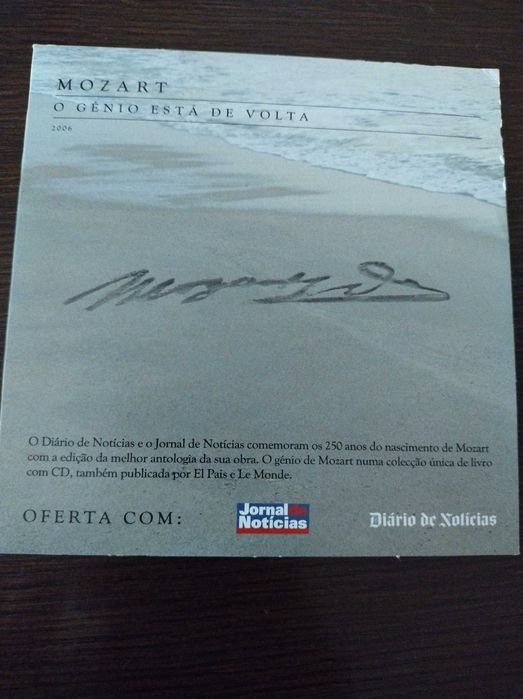 MOZART
O GÉNIO ESTÁ DE VOLTA
2006
Mozart
O Diário de Notícias e o Jornal de Notícias comemoram os 250 anos do nascimento de Mozart
com a edição da melhor antologia da sua obra. O génio de Mozart numa colecção única de livro
com CD, também publicada por El Pais e Le Monde.
OFERTA COM:
Jornal de
Notícias
Diário de Notícias